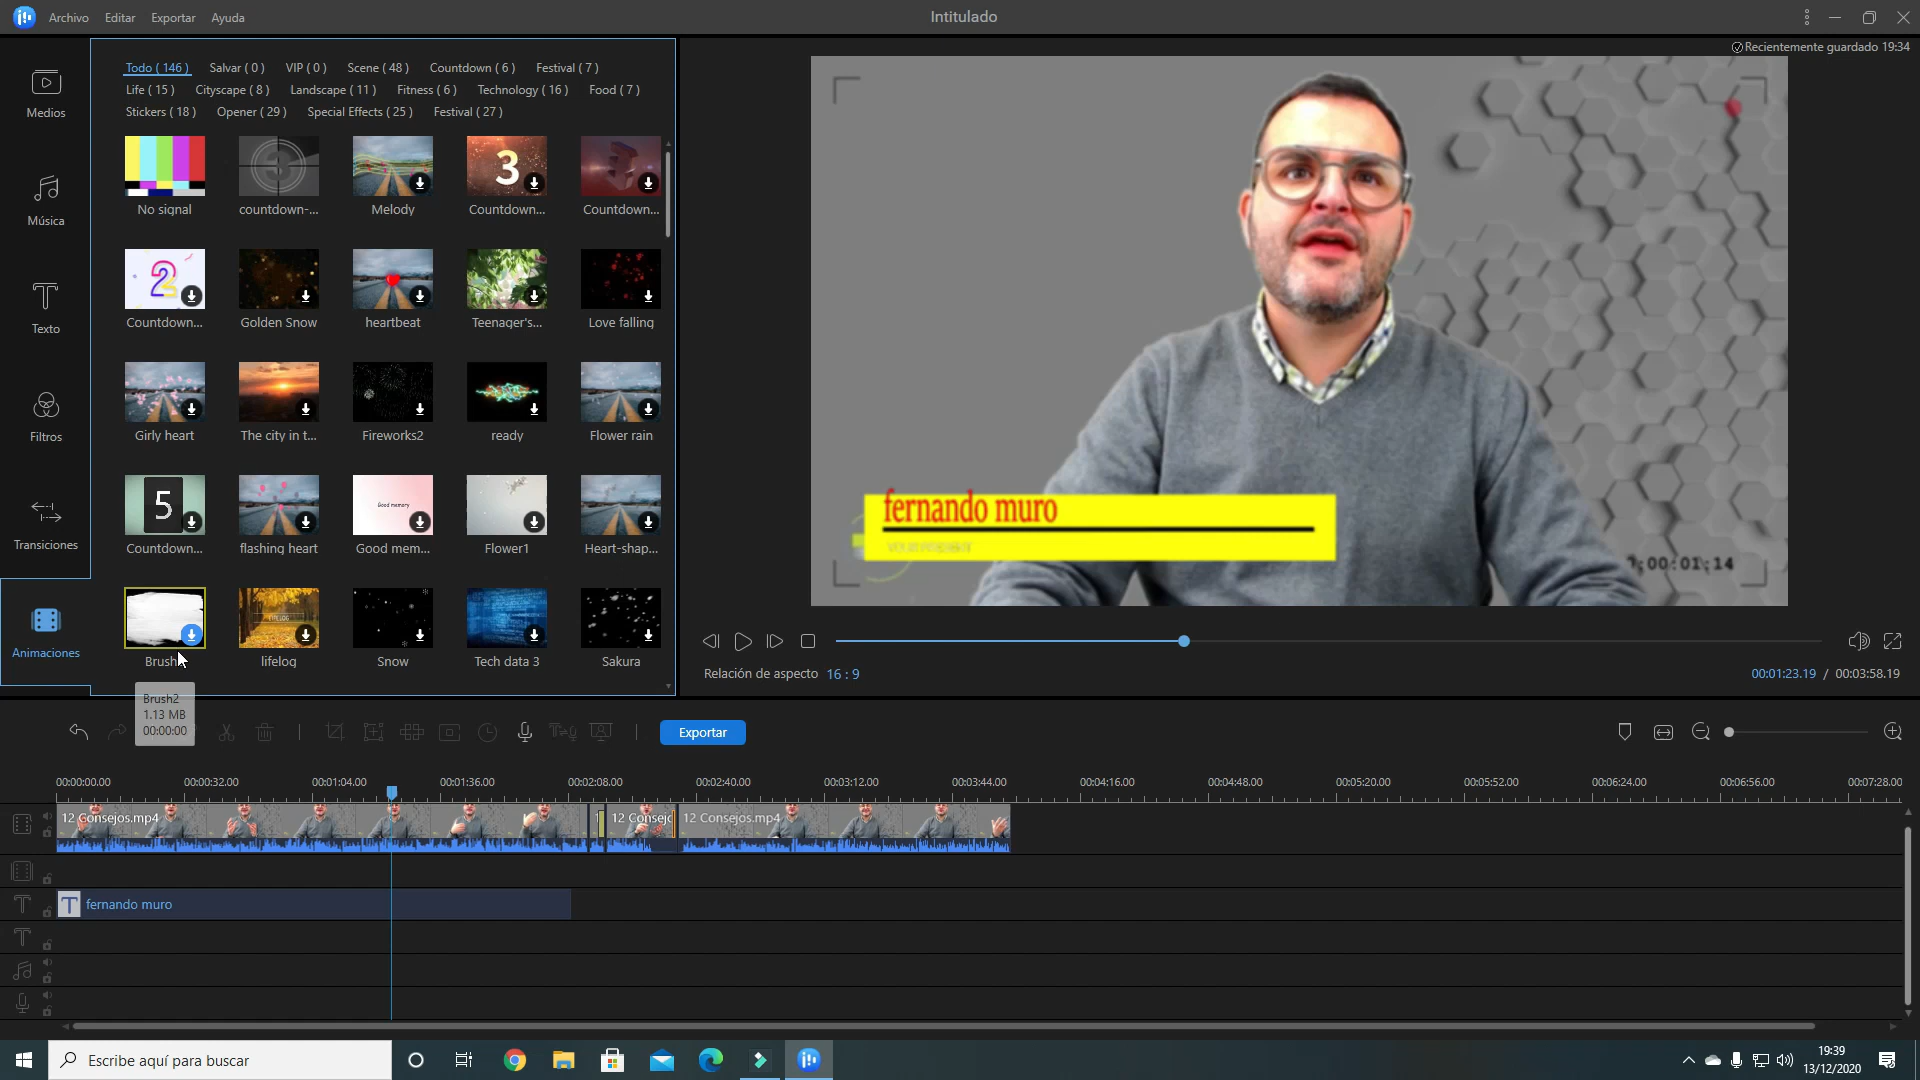 Archivo Editar Exportar Ayuda
Intitulado
Recientemente guardado 19:34
Medios
Música
Texto
Filtros
Transiciones
Animaciones
Todo ( 146 ) Salvar ( 0 ) VIP ( 0 ) Scene ( 48 ) Countdown ( 6 ) Festival ( 7 )
Life ( 15 ) Cityscape ( 8 ) Landscape ( 11 ) Fitness ( 6 ) Technology ( 16 ) Food ( 7 )
Stickers ( 18 ) Opener ( 29 ) Special Effects ( 25 ) Festival ( 27 )
3 3 3
No signal countdown-... Melody Countdown... Countdown...
2
Countdown... Golden Snow heartbeat Teenager's... Love falling
Girly heart The city in t... Fireworks2 ready Flower rain
5 Good memory
Countdown... flashing heart Good mem... Flower1 Heart-shap...
Brush lifelog Snow Tech data 3 Sakura
Brush2
1.13 MB
00:00:00
fernando muro
:00:01:14
Relación de aspecto 16 : 9
00:01:23.19 / 00:03:58.19
Exportar
00:00:00.00 00:00:32.00 00:01:04.00 00:01:36.00 00:02:08.00 00:02:40.00 00:03:12.00 00:03:44.00 00:04:16.00 00:04:48.00 00:05:20.00 00:05:52.00 00:06:24.00 00:06:56.00 00:07:28.00
12 Consejos.mp4 12 Consejo 12 Consejos.mp4
fernando muro
Escribe aquí para buscar
19:39
13/12/2020